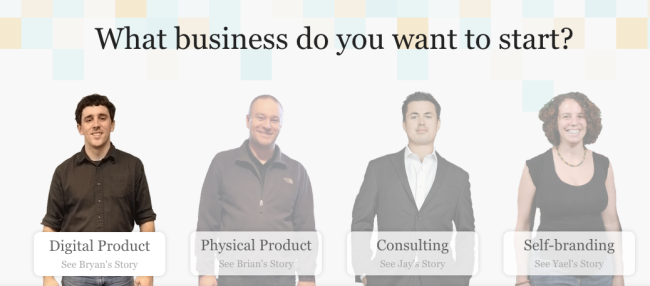 What business do you want to start?
Digital Product
See Bryan's Story
Physical Product
See Brian's Story
Consulting
See Jay's Story
Self-branding
See Yael's Story